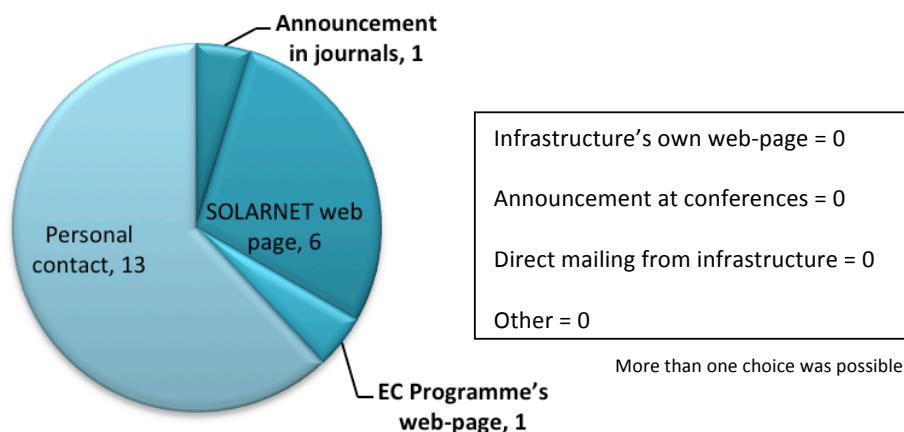 Announcement
in journals, 1
SOLARNET web
page, 6
Personal
contact, 13
EC Programme's
web-page, 1
Infrastructure's own web-page = 0
Announcement at conferences = 0
Direct mailing from infrastructure = 0
Other = 0
More than one choice was possible